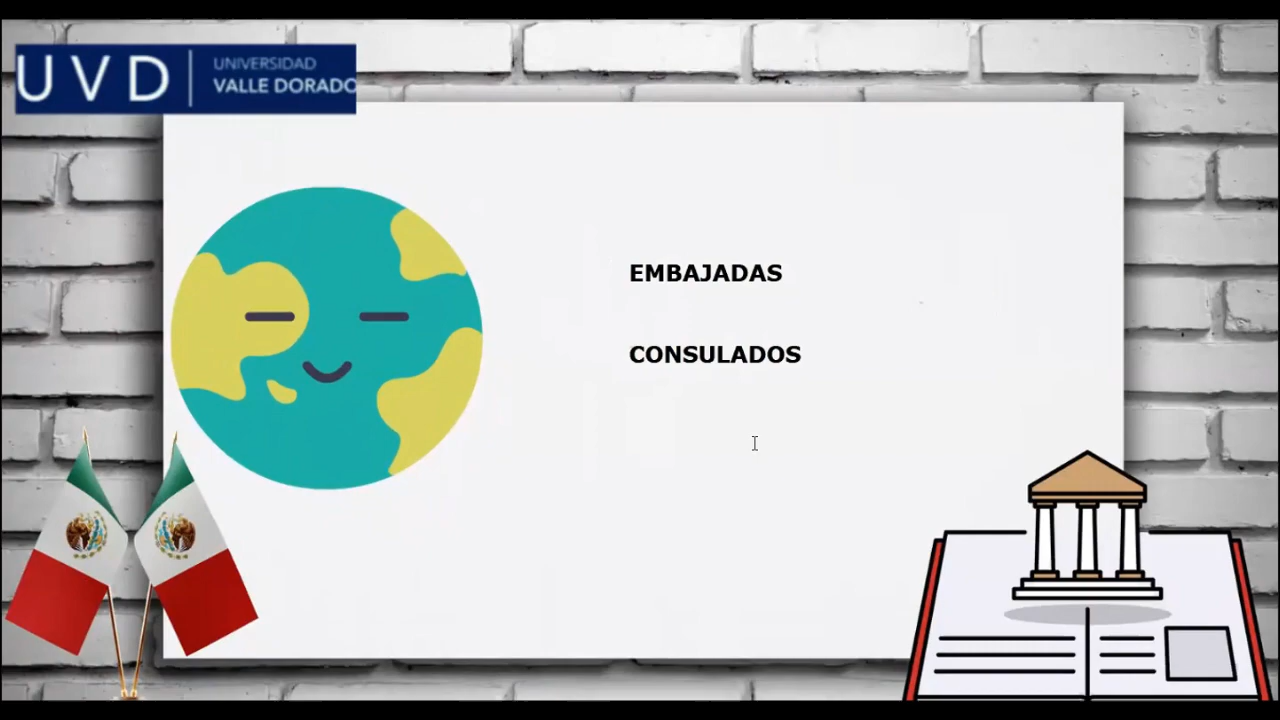 UVD
UNIVERSIDAD
VALLE DORADO
EMBAJADAS
CONSULADOS